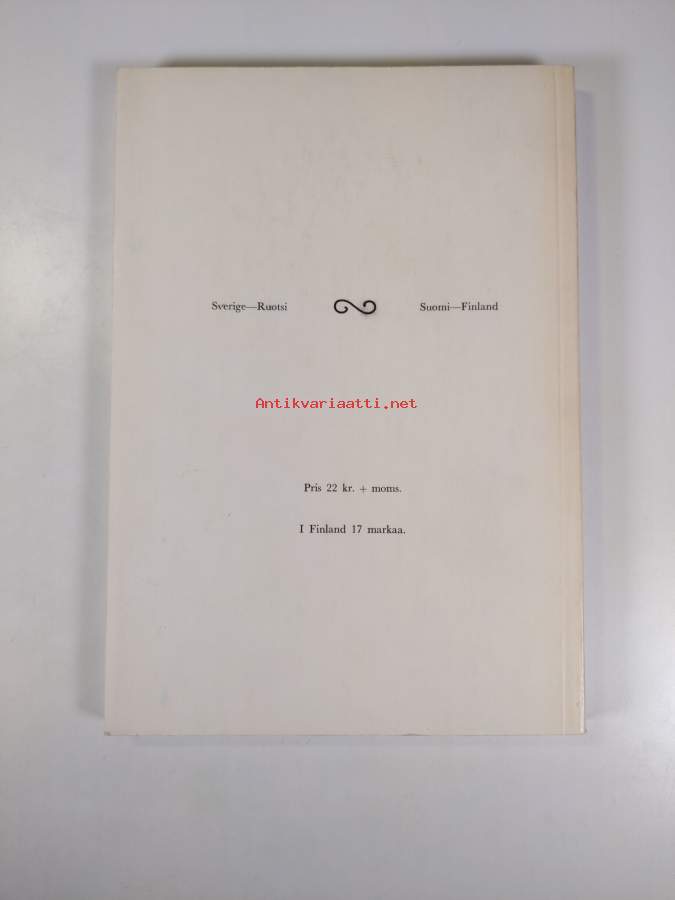 Sverige—Ruotsi
Suomi—Finland
Antikvariaatti.net
Pris 22 kr. + moms.
I Finland 17 markaa.